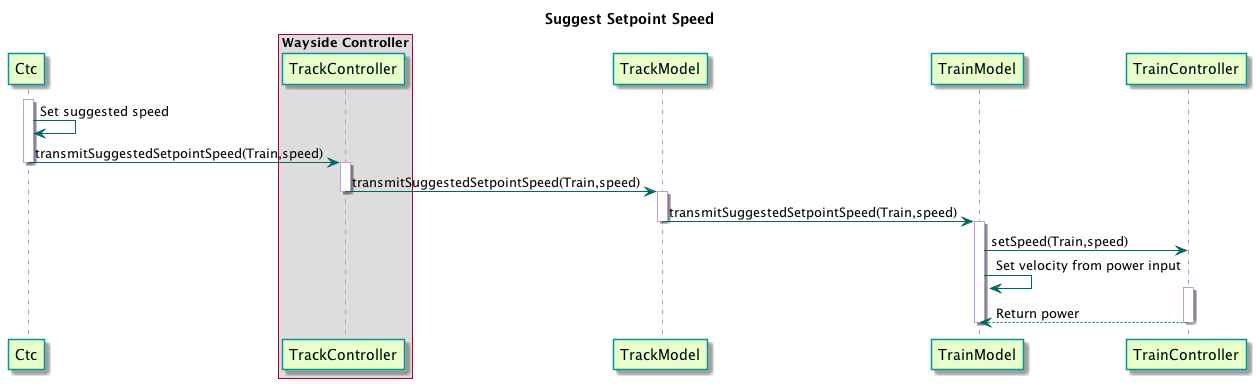 Suggest Setpoint Speed
Wayside Controller
Ctc
TrackController
TrackModel
TrainModel
TrainController
Set suggested speed
transmitSuggestedSetpointSpeed(Train,speed)
transmitSuggestedSetpointSpeed(Train,speed)
transmitSuggestedSetpointSpeed(Train,speed)
setSpeed(Train,speed)
Set velocity from power input
Return power
Ctc
TrackController
TrackModel
TrainModel
TrainController